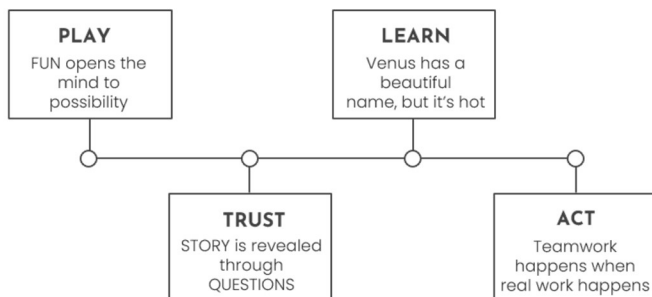 PLAY
FUN opens the
mind to
possibility
TRUST
STORY is revealed
through
QUESTIONS
LEARN
Venus has a
beautiful
name, but it's hot
ACT
Teamwork
happens when
real work happens